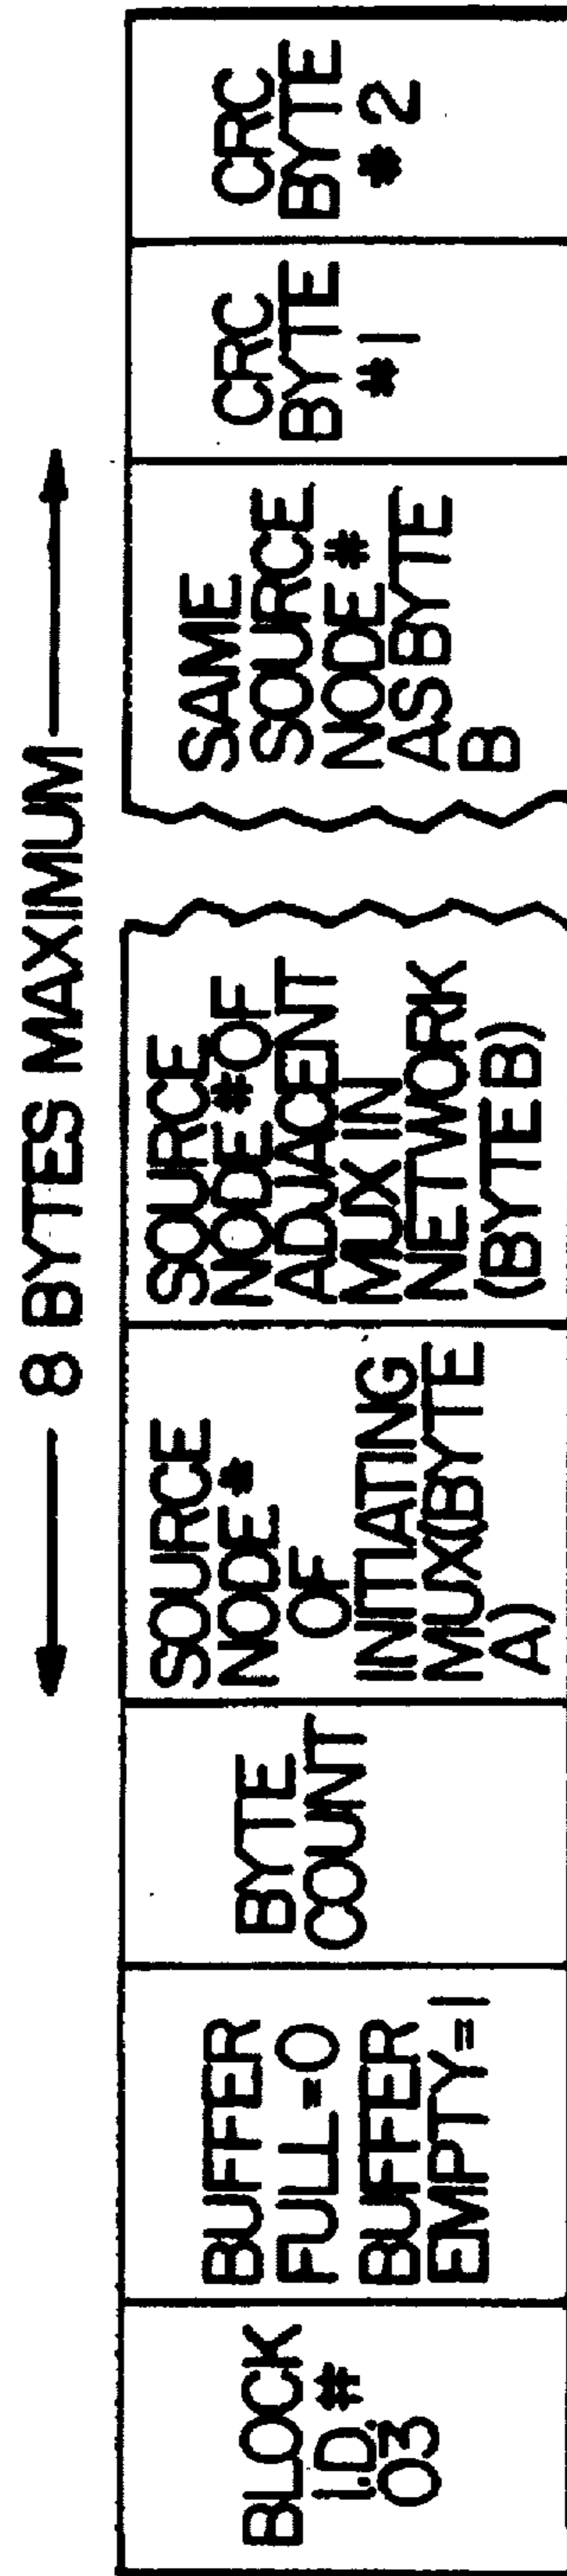 8 BYTES MAXIMUM
BLOCK
I.D. #
03
BUFFER
FULL=0
BUFFER
EMPTY=1
BYTE
COUNT
SOURCE
NODE #
OF
INITIATING
MUX(BYTE
A)
SOURCE
NODE # OF
ADJACENT
MUX IN
NETWORK
(BYTE B)
SAME
SOURCE
NODE #
AS BYTE
B
CRC
BYTE
#1
CRC
BYTE
#2